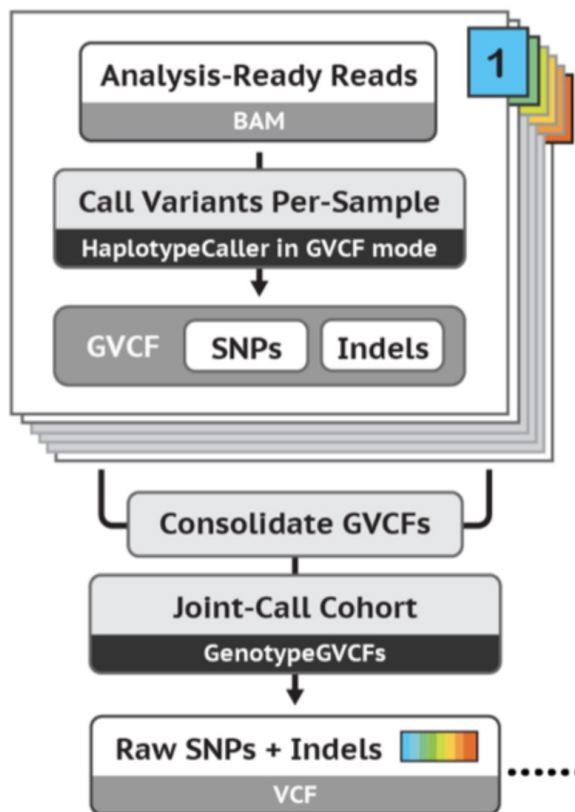 1
Analysis-Ready Reads
BAM
Call Variants Per-Sample
HaplotypeCaller in GVCF mode
GVCF SNPs Indels
Consolidate GVCFs
Joint-Call Cohort
GenotypeGVCFs
Raw SNPs + Indels
VCF